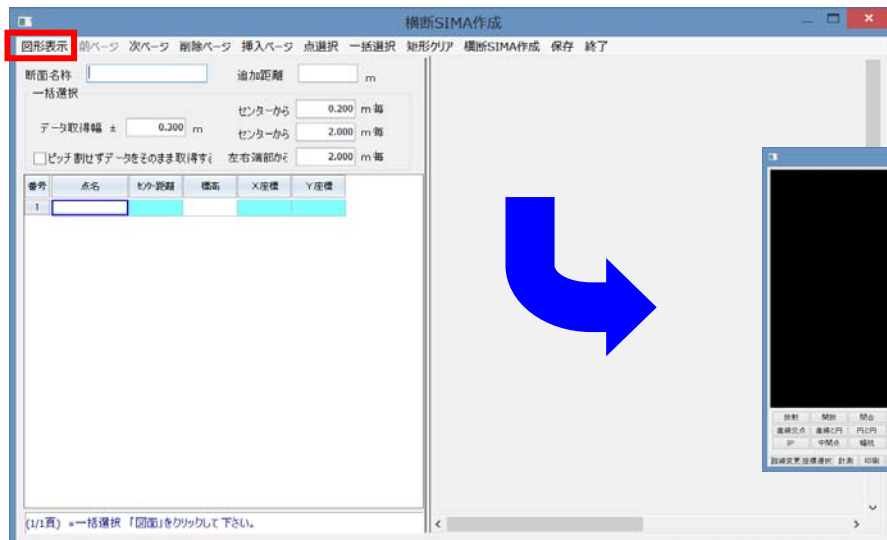 横断SIMA作成
図形表示 前ページ 次ページ 削除ページ 挿入ページ 点選択 一括選択 矩形クリア 横断SIMA作成 保存 終了
断面名称 追加距離 m
一括選択
センターから 0.200 m 毎
データ取得幅 ± 0.300 m センターから 2.000 m 毎
ピッチ割せずデータをそのまま取得する 左右端部から 2.000 m 毎
番号 点名 センター距離 標高 X座標 Y座標
1
放射 開放 閉合
直線交点 直線と円 円と円
IP 中間点 幅杭
路線変更 座標選択 計測 印刷
(1/1頁) *一括選択 「図面」をクリックして下さい。